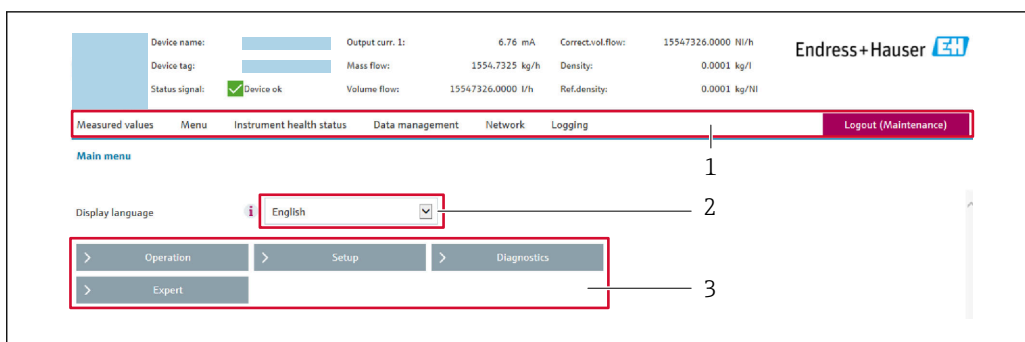 Device name: Output curr. 1: 6.76 mA Correct.vol.flow: 15547326.0000 Nl/h Endress+Hauser EH
Device tag: Mass flow: 1554.7325 kg/h Density: 0.0001 kg/l
Status signal: Device ok Volume flow: 15547326.0000 l/h Ref.density: 0.0001 kg/Nl
Measured values Menu Instrument health status Data management Network Logging Logout (Maintenance)
Main menu 1
Display language i English 2
> Operation > Setup > Diagnostics
> Expert 3